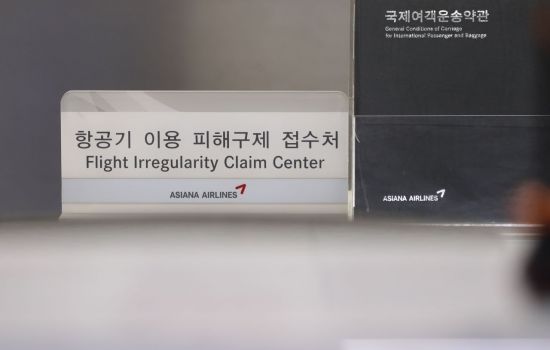 국제여객운송약관
General Conditions of Carriage
for International Passenger and Baggage
항공기 이용 피해구제 접수처
Flight Irregularity Claim Center
ASIANA AIRLINES
ASIANA AIRLINES